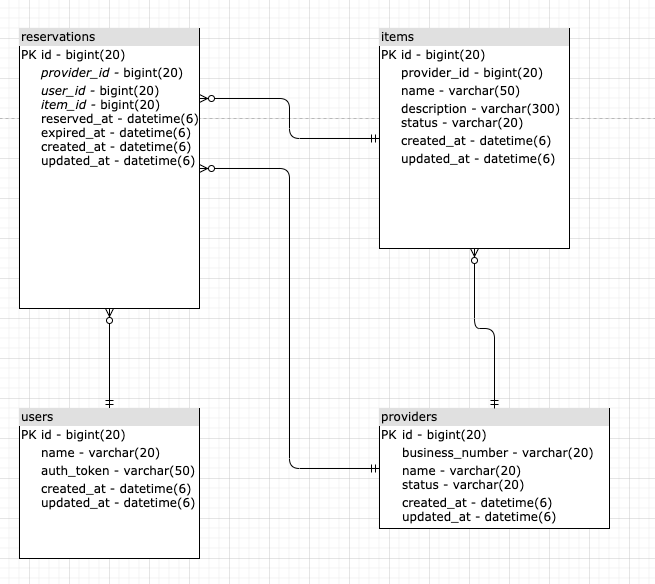 reservations
PK id - bigint(20)
provider_id - bigint(20)
user_id - bigint(20)
item_id - bigint(20)
reserved_at - datetime(6)
expired_at - datetime(6)
created_at - datetime(6)
updated_at - datetime(6)
items
PK id - bigint(20)
provider_id - bigint(20)
name - varchar(50)
description - varchar(300)
status - varchar(20)
created_at - datetime(6)
updated_at - datetime(6)
users
PK id - bigint(20)
name - varchar(20)
auth_token - varchar(50)
created_at - datetime(6)
updated_at - datetime(6)
providers
PK id - bigint(20)
business_number - varchar(20)
name - varchar(20)
status - varchar(20)
created_at - datetime(6)
updated_at - datetime(6)